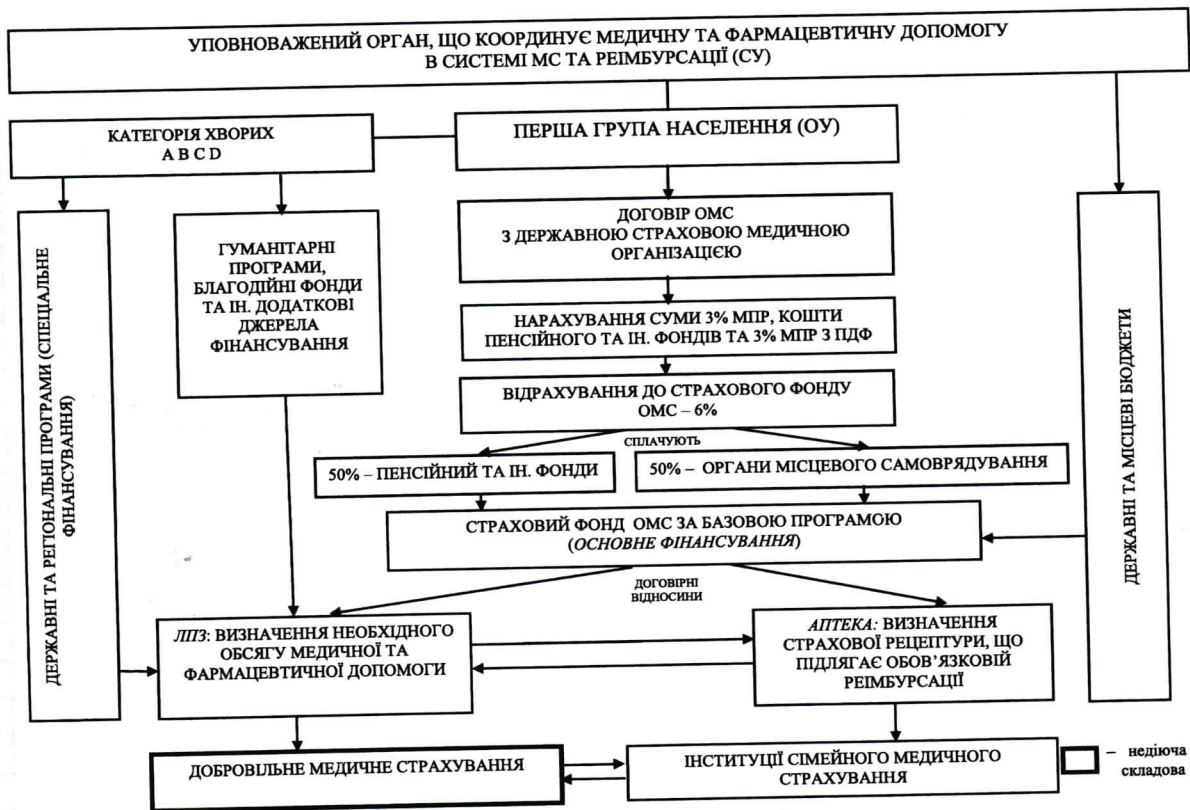 УПОВНОВАЖЕНИЙ ОРГАН, ЩО КООРДИНУЄ МЕДИЧНУ ТА ФАРМАЦЕВТИЧНУ ДОПОМОГУ
В СИСТЕМІ МС ТА РЕІМБУРСАЦІЇ (СУ)
КАТЕГОРІЯ ХВОРИХ
A B C D
ПЕРША ГРУПА НАСЕЛЕННЯ (ОУ)
ДЕРЖАВНІ ТА РЕГІОНАЛЬНІ ПРОГРАМИ (СПЕЦІАЛЬНЕ
ФІНАНСУВАННЯ)
ГУМАНІТАРНІ
ПРОГРАМИ,
БЛАГОДІЙНІ ФОНДИ
ТА ІН. ДОДАТКОВІ
ДЖЕРЕЛА
ФІНАНСУВАННЯ
ДОГОВІР ОМС
З ДЕРЖАВНОЮ СТРАХОВОЮ МЕДИЧНОЮ
ОРГАНІЗАЦІЄЮ
НАРАХУВАННЯ СУМИ 3% МПР, КОШТИ
ПЕНСІЙНОГО ТА ІН. ФОНДІВ ТА 3% МПР З ПДФ
ВІДРАХУВАННЯ ДО СТРАХОВОГО ФОНДУ
ОМС – 6%
СПЛАЧУЮТЬ
50% – ПЕНСІЙНИЙ ТА ІН. ФОНДИ
50% – ОРГАНИ МІСЦЕВОГО САМОВРЯДУВАННЯ
СТРАХОВИЙ ФОНД ОМС ЗА БАЗОВОЮ ПРОГРАМОЮ
(ОСНОВНЕ ФІНАНСУВАННЯ)
ДЕРЖАВНІ ТА МІСЦЕВІ БЮДЖЕТИ
ДОГОВІРНІ
ВІДНОСИНИ
ЛПЗ: ВИЗНАЧЕННЯ НЕОБХІДНОГО
ОБСЯГУ МЕДИЧНОЇ ТА
ФАРМАЦЕВТИЧНОЇ ДОПОМОГИ
АПТЕКА: ВИЗНАЧЕННЯ
СТРАХОВОЇ РЕЦЕПТУРИ, ЩО
ПІДЛЯГАЄ ОБОВ’ЯЗКОВІЙ
РЕІМБУРСАЦІЇ
ДОБРОВІЛЬНЕ МЕДИЧНЕ СТРАХУВАННЯ
ІНСТИТУЦІЇ СІМЕЙНОГО МЕДИЧНОГО
СТРАХУВАННЯ
– недіюча
складова